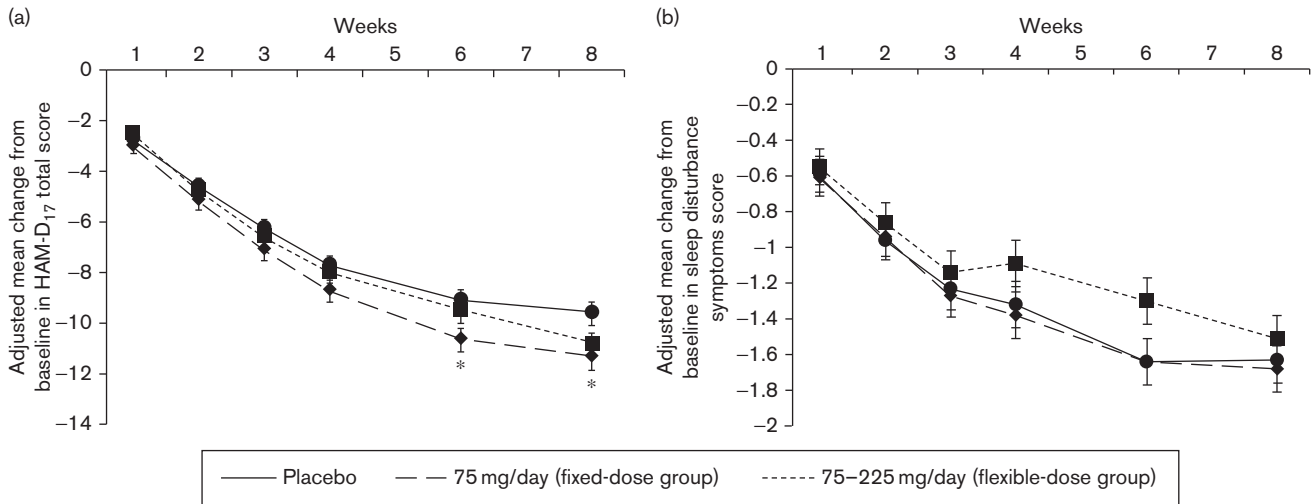 (a)
Weeks
1 2 3 4 5 6 7 8
0
−2
−4
−6
−8
−10
−12
−14
Adjusted mean change from
baseline in HAM-D17 total score
*
*
(b)
Weeks
1 2 3 4 5 6 7 8
0
−0.2
−0.4
−0.6
−0.8
−1
−1.2
−1.4
−1.6
−1.8
−2
Adjusted mean change from
baseline in sleep disturbance
symptoms score
Placebo
75 mg/day (fixed-dose group)
75–225 mg/day (flexible-dose group)